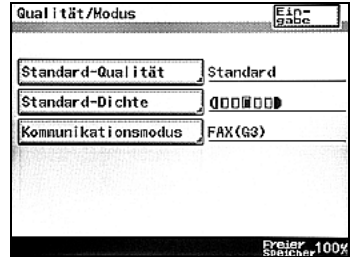 Qualität/Modus
Ein-
gabe
Standard-Qualität Standard
Standard-Dichte
Kommunikationsmodus FAX(G3)
Freier
Speicher 100%